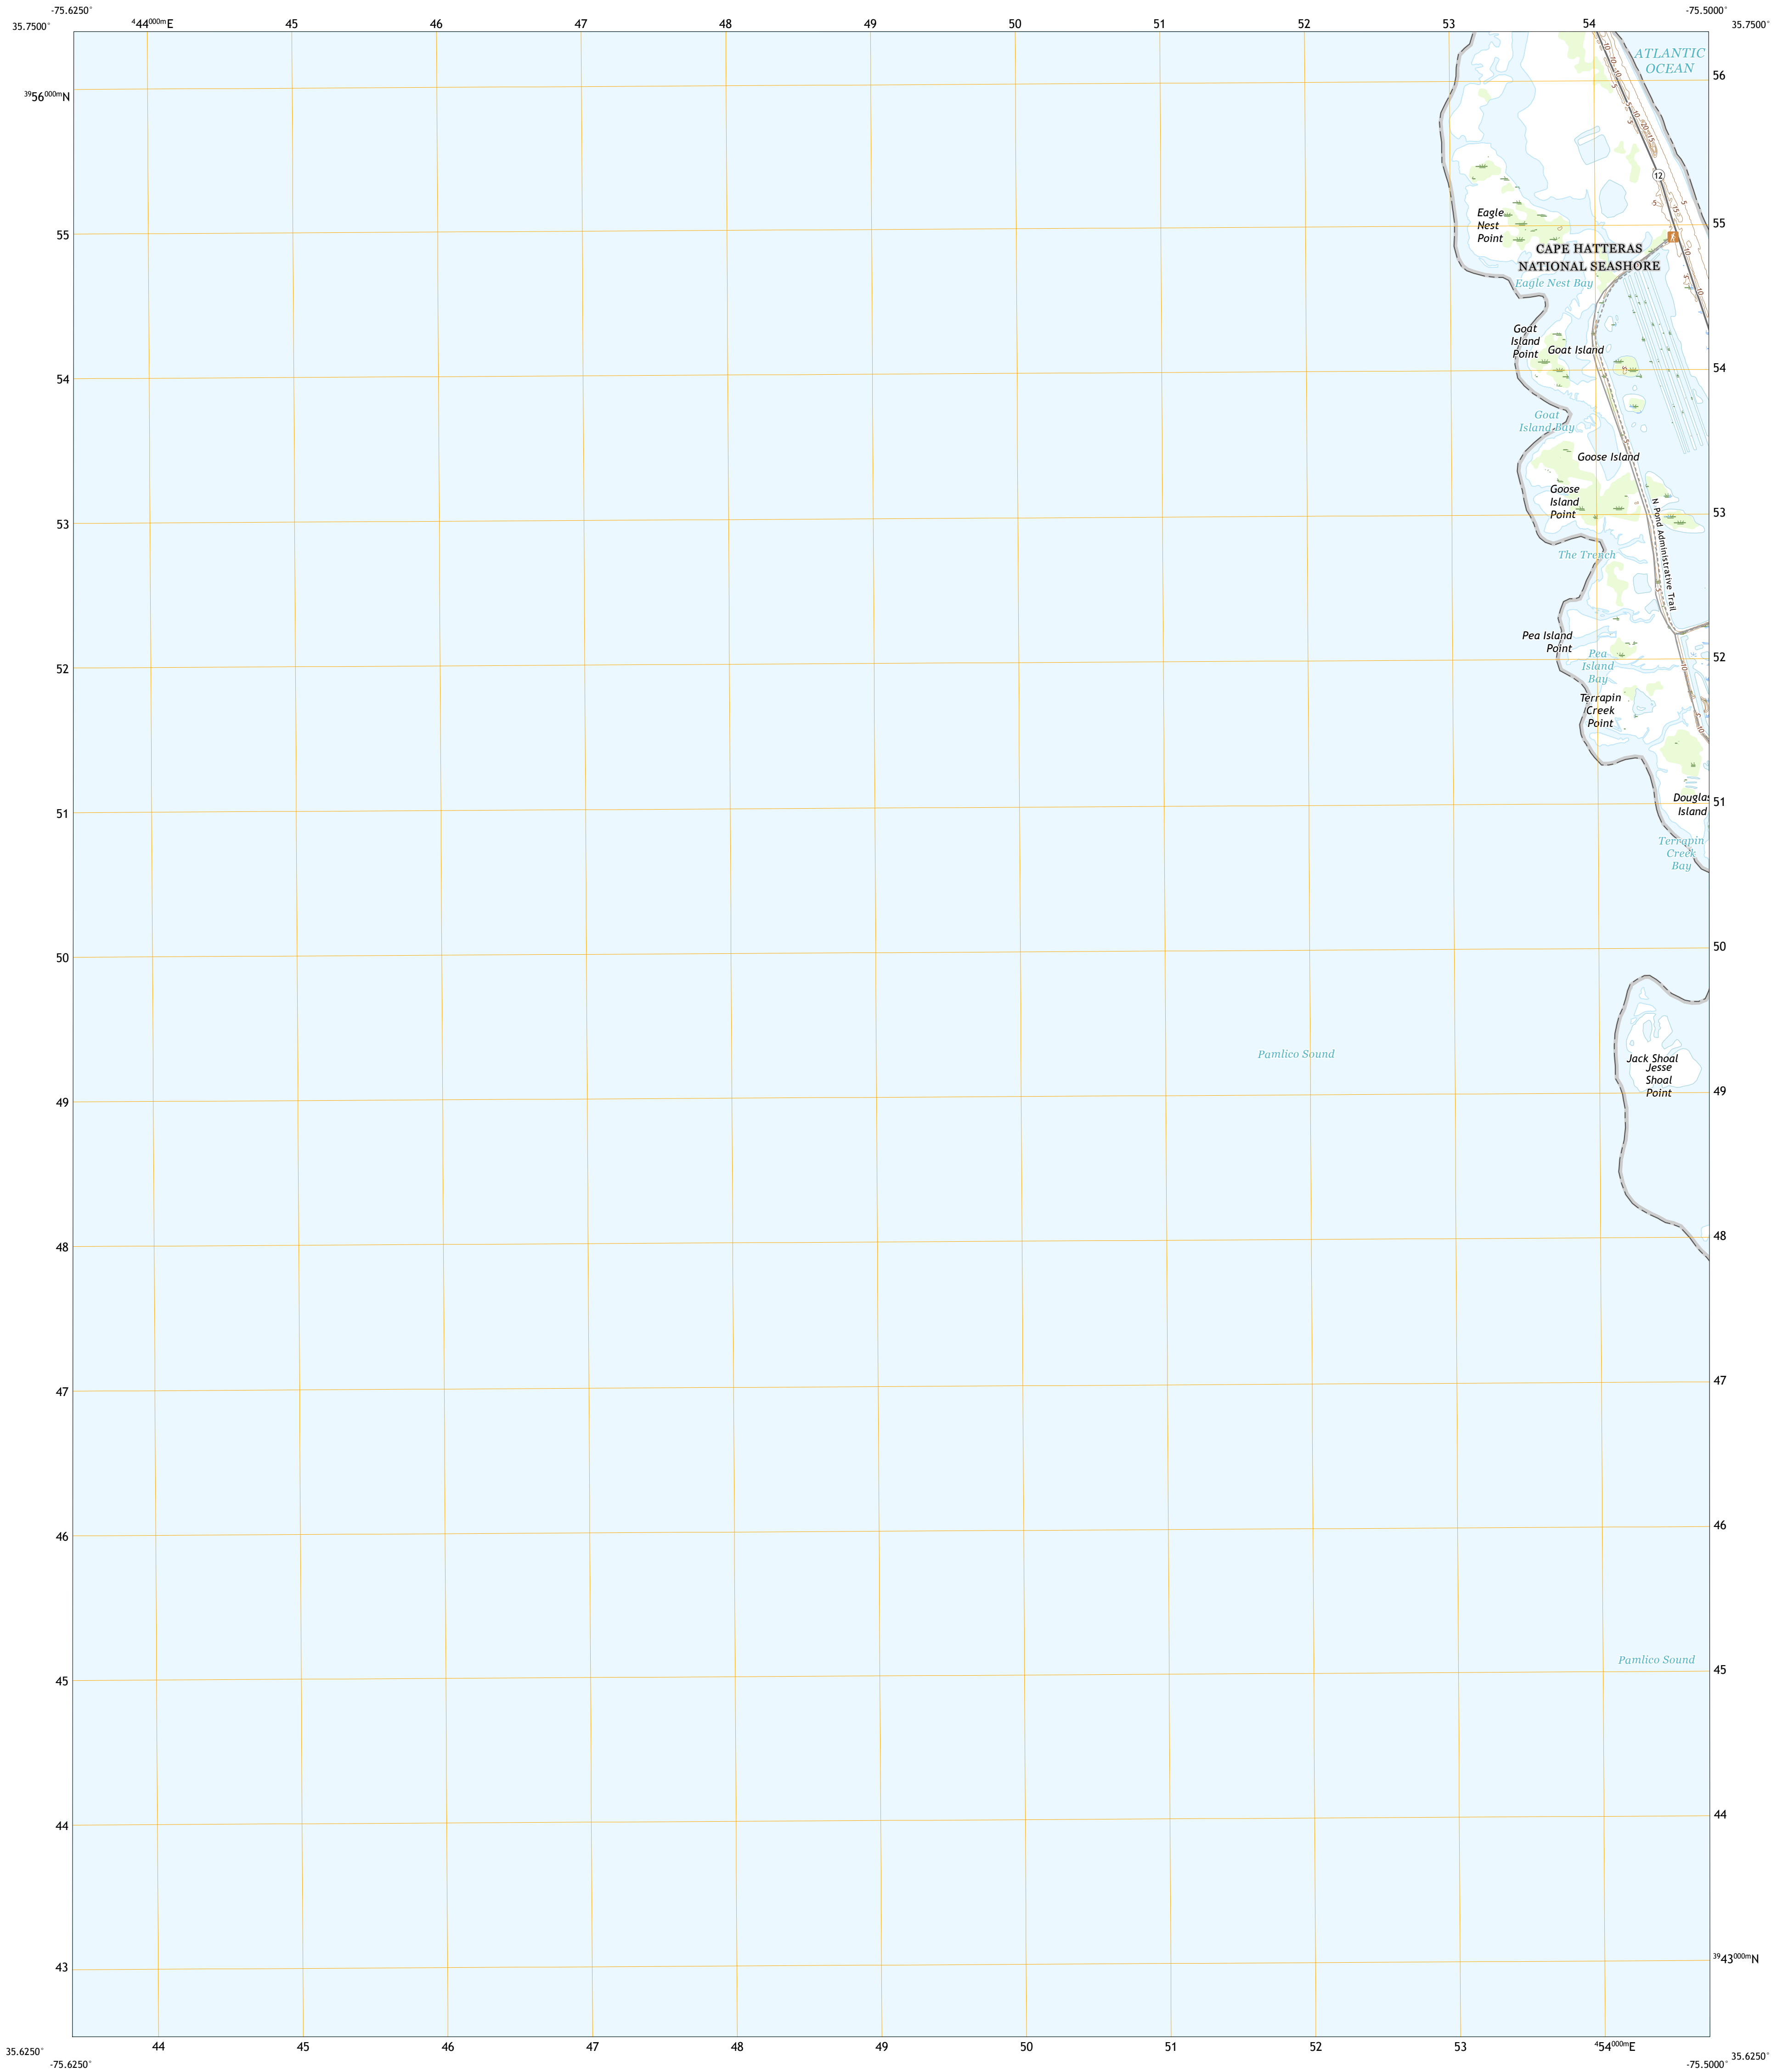 -75.6250°
-75.5000°
35.7500°
⁴44⁰⁰⁰ᵐE
45
46
47
48
49
50
51
52
53
54
35.7500°
ATLANTIC
OCEAN
56
³⁹56⁰⁰⁰ᵐN
12
Eagle
Nest
Point
55
55
CAPE HATTERAS
NATIONAL SEASHORE
Eagle Nest Bay
Goat
Island
Point
Goat Island
54
54
Goat
Island Bay
Goose Island
Goose
Island
Point
N Pond Administrative Trail
53
53
The Trench
Pea Island
Point
Pea
Island
Bay
52
52
Terrapin
Creek
Point
Douglas
Island
51
51
Terrapin
Creek
Bay
50
50
Pamlico Sound
Jack Shoal
Jesse
Shoal
Point
49
49
48
48
47
47
46
46
Pamlico Sound
45
45
44
44
43
³⁹43⁰⁰⁰ᵐN
44
45
46
47
48
49
50
51
52
53
⁴54⁰⁰⁰ᵐE
35.6250°
35.6250°
-75.6250°
-75.5000°